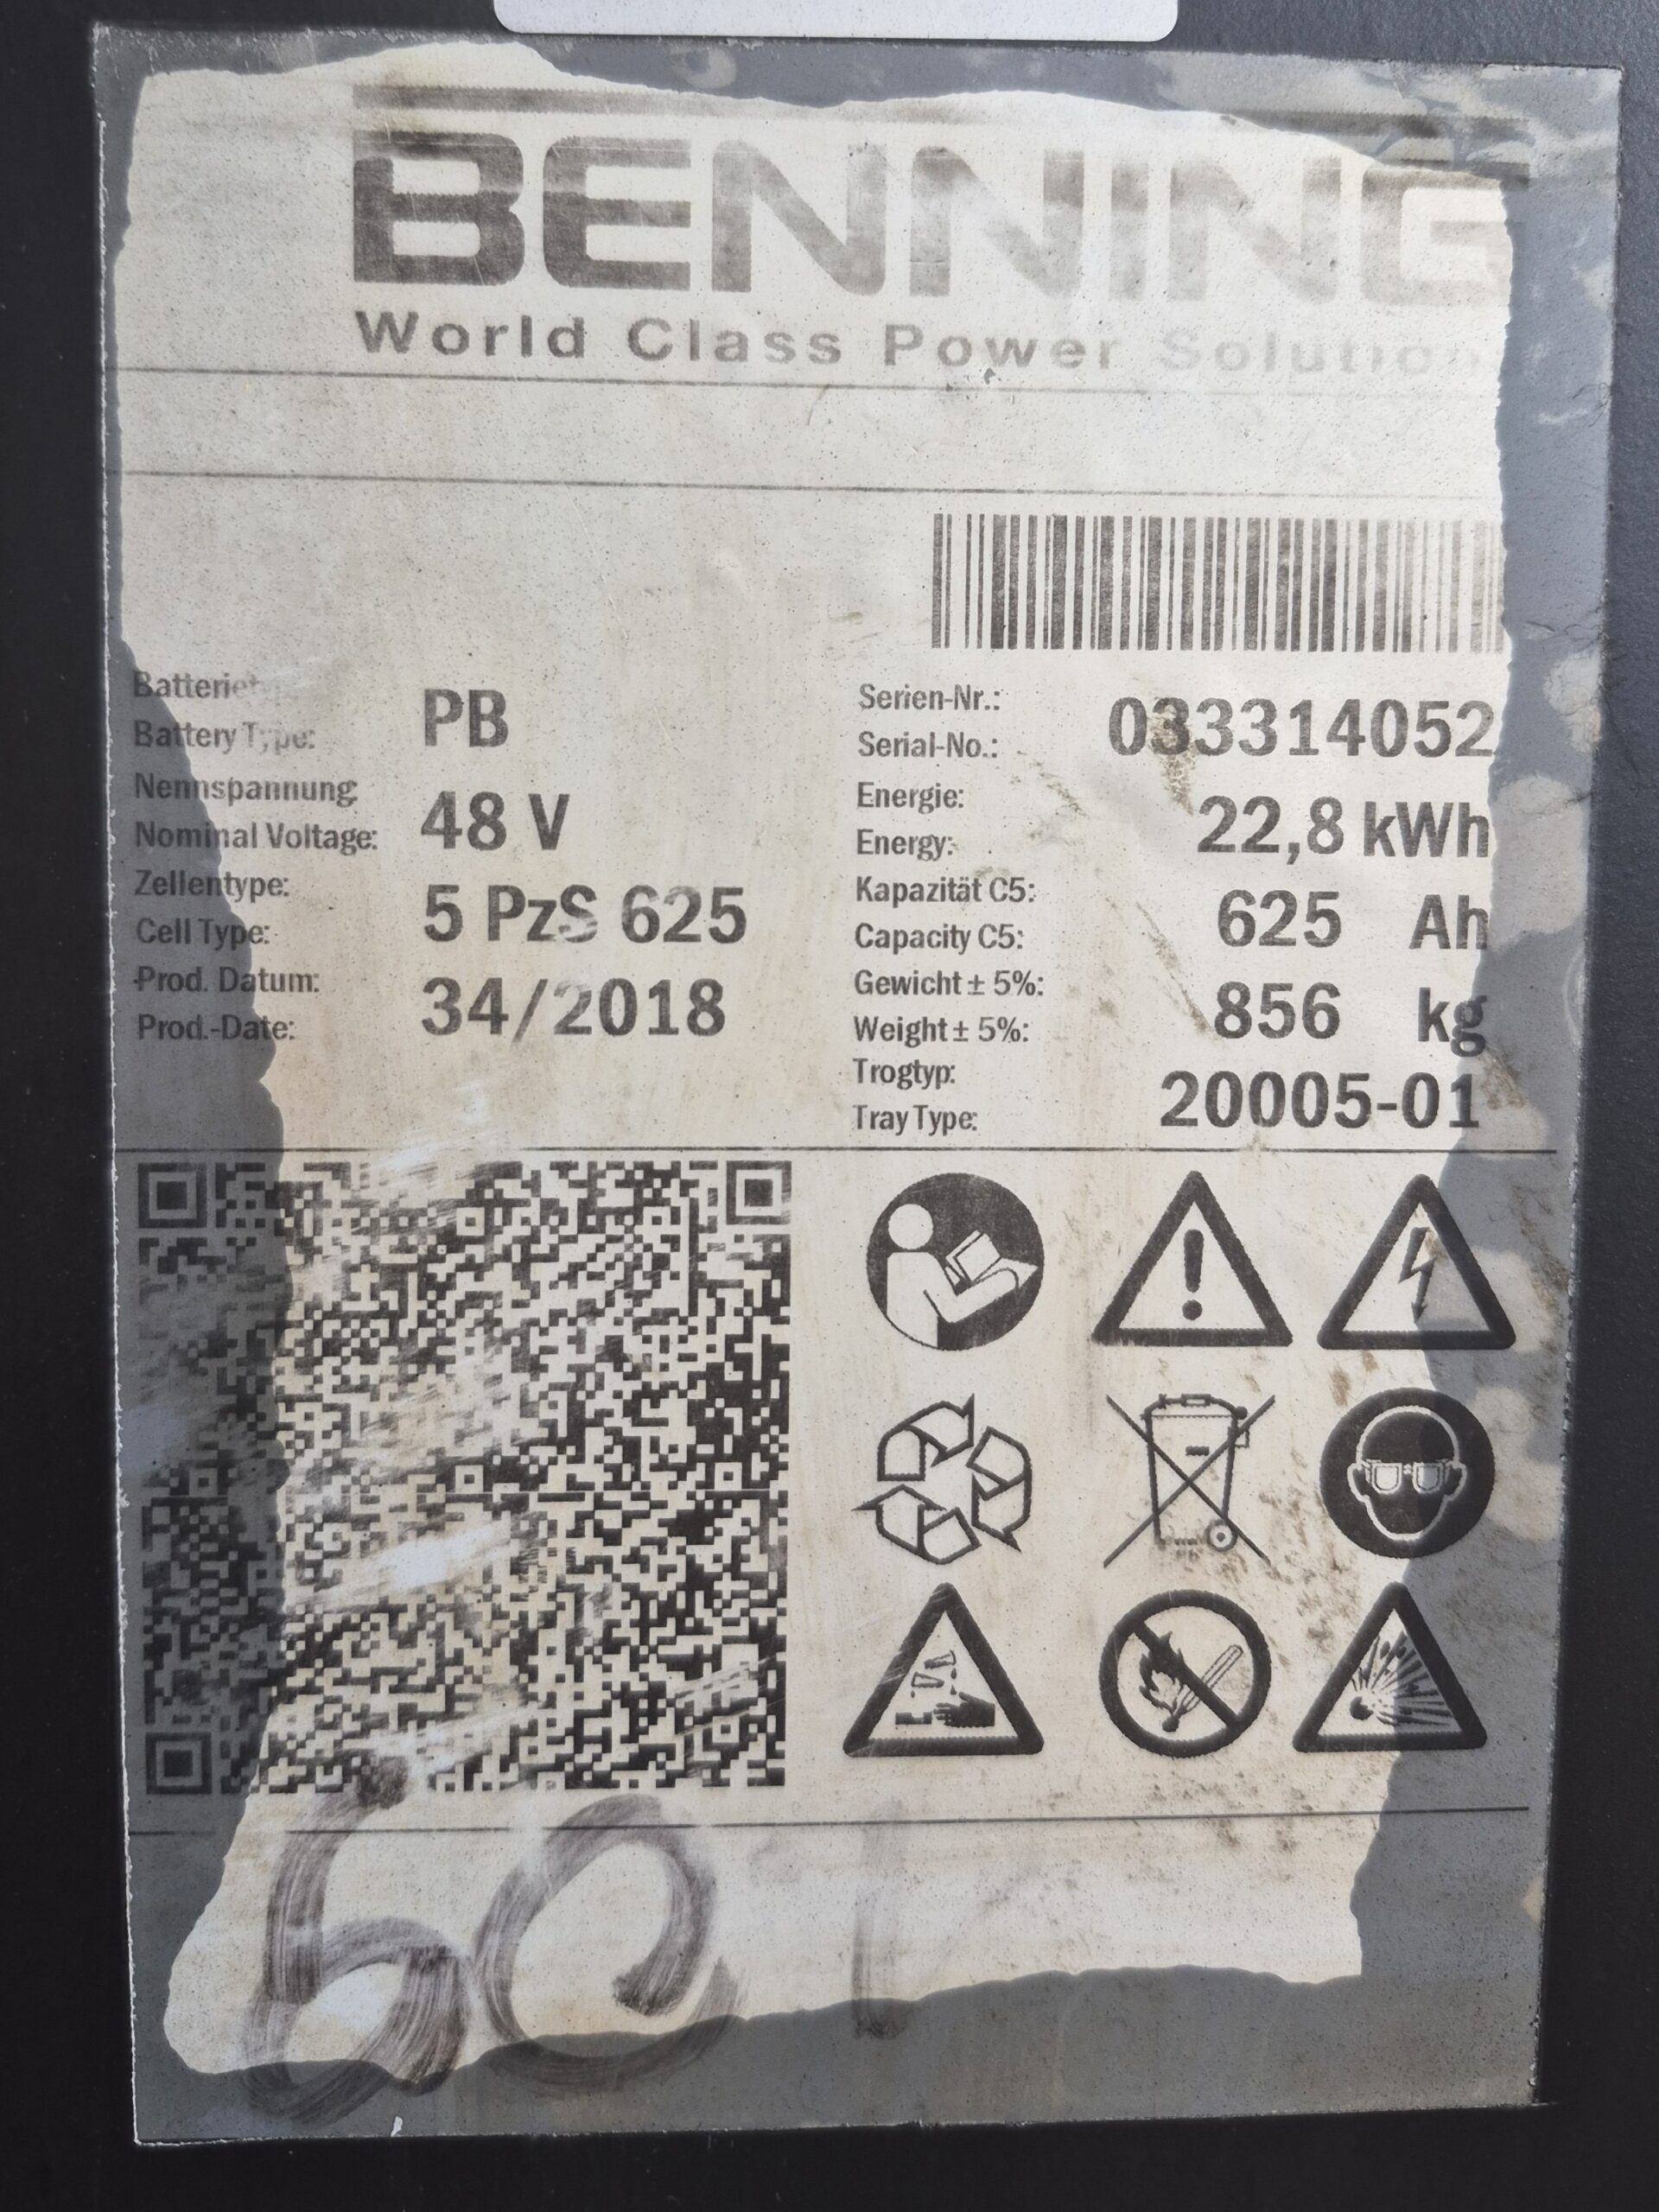 BENNING
World Class Power Solutions
Batterietyp:
Battery Type:
PB
Nennspannung:
Nominal Voltage:
48 V
Zellentype:
Cell Type:
5 PzS 625
Prod. Datum:
Prod.-Date:
34/2018
Serien-Nr.:
Serial-No.:
033314052
Energie:
Energy:
22,8 kWh
Kapazität C5:
Capacity C5:
625 Ah
Gewicht ± 5%:
Weight ± 5%:
856 kg
Trogtyp:
Tray Type:
20005-01